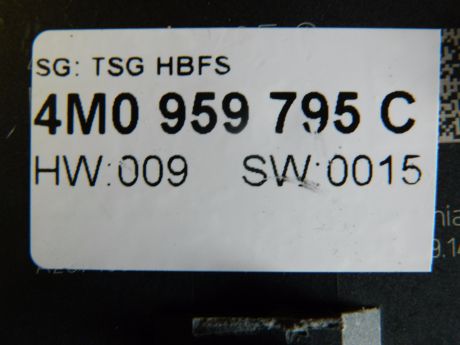 SG: TSG HBFS
4M0 959 795 C
HW:009 SW:0015